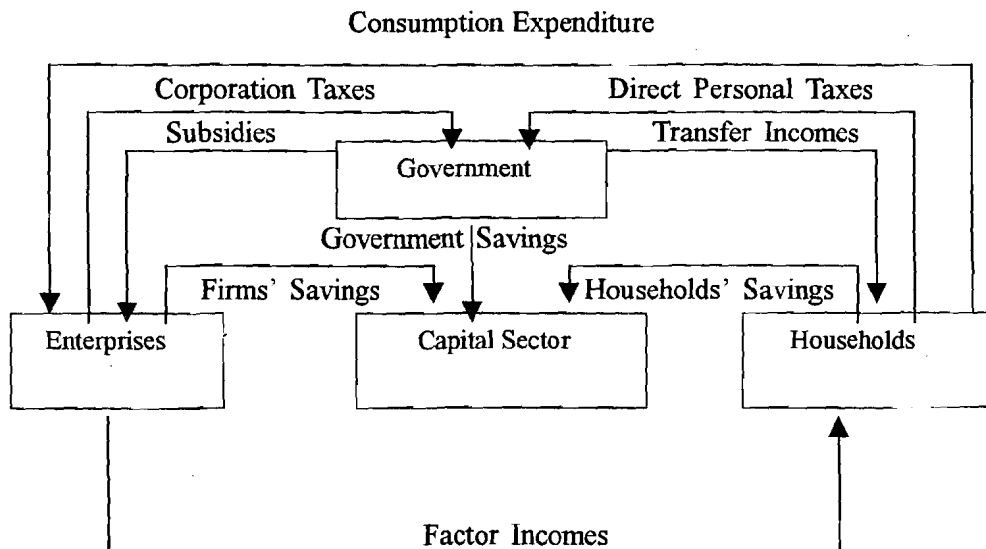 Consumption Expenditure
Corporation Taxes
Direct Personal Taxes
Subsidies
Transfer Incomes
Government
Government Savings
Firms' Savings
Households' Savings
Enterprises
Capital Sector
Households
Factor Incomes